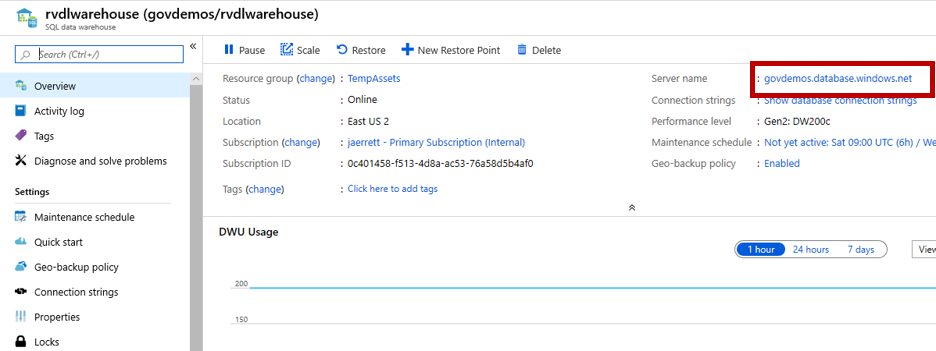 rvdlwarehouse (govdemos/rvdlwarehouse)
SQL data warehouse
Search (Ctrl+/)
«
Overview
Activity log
Tags
Diagnose and solve problems
Settings
Maintenance schedule
Quick start
Geo-backup policy
Connection strings
Properties
Locks
Pause Scale Restore New Restore Point Delete
Resource group (change) : TempAssets
Status : Online
Location : East US 2
Subscription (change) : jaerrett - Primary Subscription (Internal)
Subscription ID : 0c401458-f513-4d8a-ac53-76a58d5b4af0
Tags (change) : Click here to add tags
Server name : govdemos.database.windows.net
Connection strings : Show database connection strings
Performance level : Gen2: DW200c
Maintenance schedule : Not yet active: Sat 09:00 UTC (6h) / We
Geo-backup policy : Enabled
DWU Usage
1 hour 24 hours 7 days View
200
150